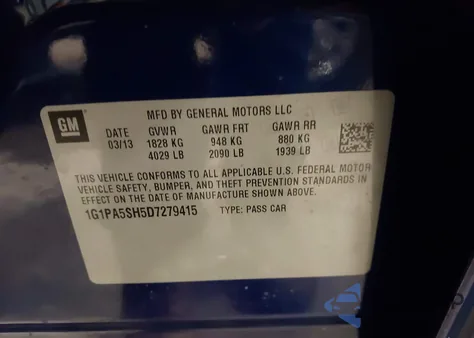 GM
MFD BY GENERAL MOTORS LLC
DATE GVWR GAWR FRT GAWR RR
03/13 1828 KG 948 KG 880 KG
4029 LB 2090 LB 1939 LB
THIS VEHICLE CONFORMS TO ALL APPLICABLE U.S. FEDERAL MOTOR
VEHICLE SAFETY, BUMPER, AND THEFT PREVENTION STANDARDS IN
EFFECT ON THE DATE OF MANUFACTURE SHOWN ABOVE.
1G1PA5SH5D7279415 TYPE: PASS CAR